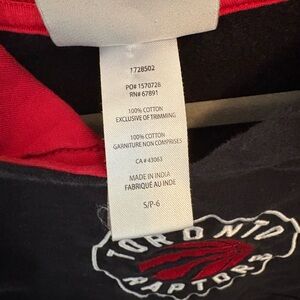 1728502
PO# 1570728
RN# 67891
100% COTTON
EXCLUSIVE OF TRIMMING
100% COTTON
GARNITURE NON COMPRISES
CA# 43063
MADE IN INDIA
FABRIQUÉ AU INDE
S/P-6
TORONTO
RAPTORS